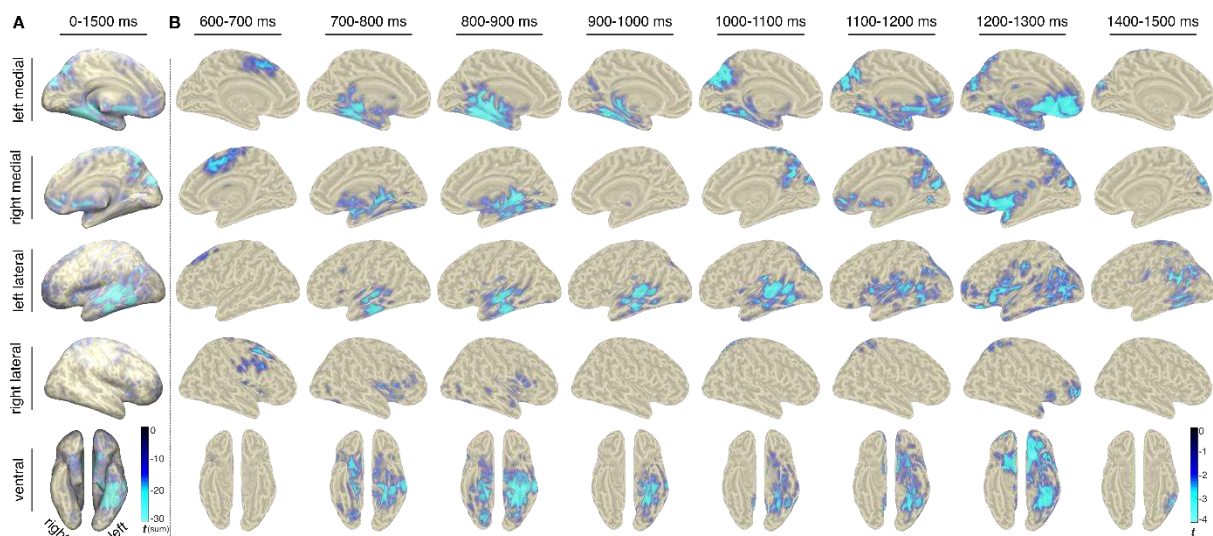 A 0-1500 ms B 600-700 ms 700-800 ms 800-900 ms 900-1000 ms 1000-1100 ms 1100-1200 ms 1200-1300 ms 1400-1500 ms
left medial
right medial
left lateral
right lateral
ventral
0
-10
-20
-30
t(sum)
right
left
0
-1
-2
-3
-4
t